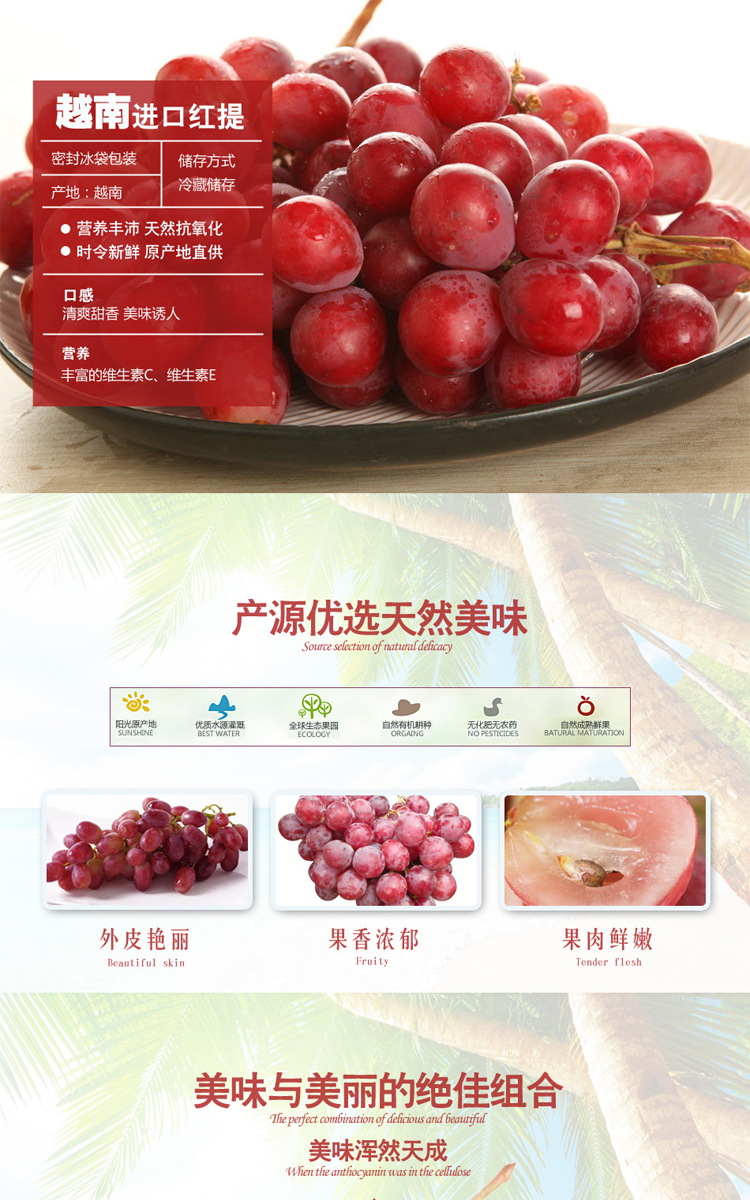 越南进口红提
密封冰袋包装
产地：越南
储存方式
冷藏储存
● 营养丰沛 天然抗氧化
● 时令新鲜 原产地直供
口感
清爽甜香 美味诱人
营养
丰富的维生素C、维生素E
产源优选天然美味
Source selection of natural delicacy
阳光原产地
SUNSHINE
优质水源灌溉
BEST WATER
全球生态果园
ECOLOGY
自然有机耕种
ORGAING
无化肥无农药
NO PESTICIDES
自然成熟鲜果
BATURAL MATURATION
外皮艳丽
Beautiful skin
果香浓郁
Fruity
果肉鲜嫩
Tender flesh
美味与美丽的绝佳组合
The perfect combination of delicious and beautiful
美味浑然天成
When the anthocyanin was in the cellulose